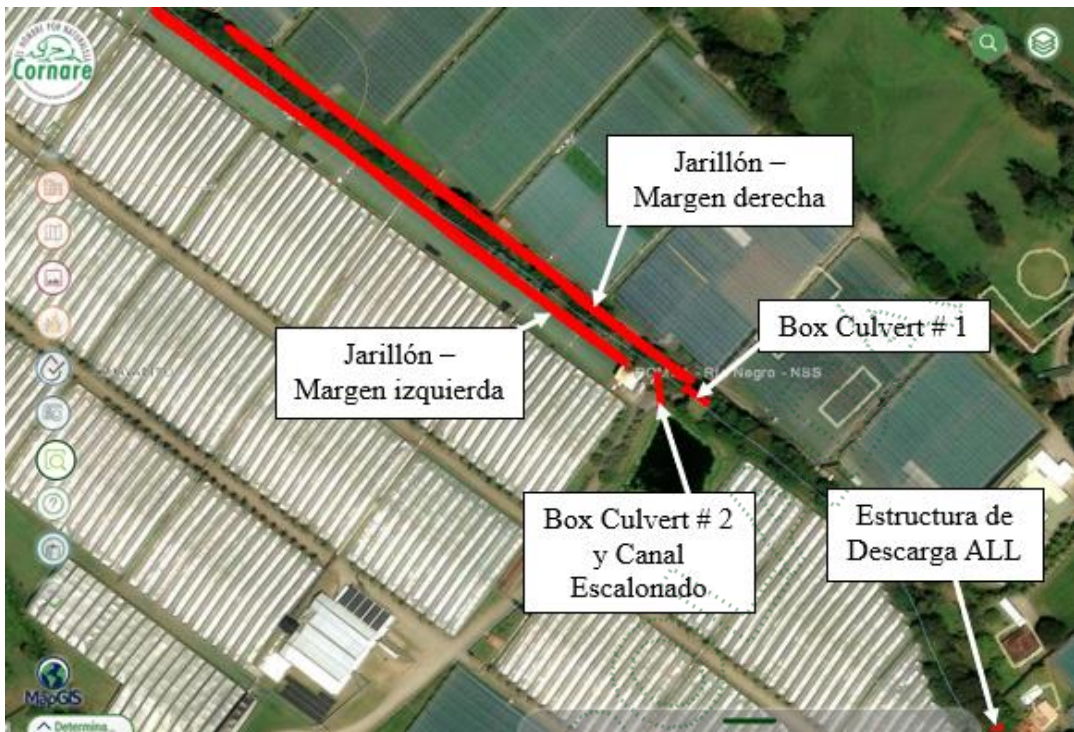 Cornare
Jarillón –
Margen derecha
Box Culvert # 1
Jarillón –
Margen izquierda
Negro - NSS
Box Culvert # 2
y Canal
Escalonado
Estructura de
Descarga ALL
MapGIS
Determina...